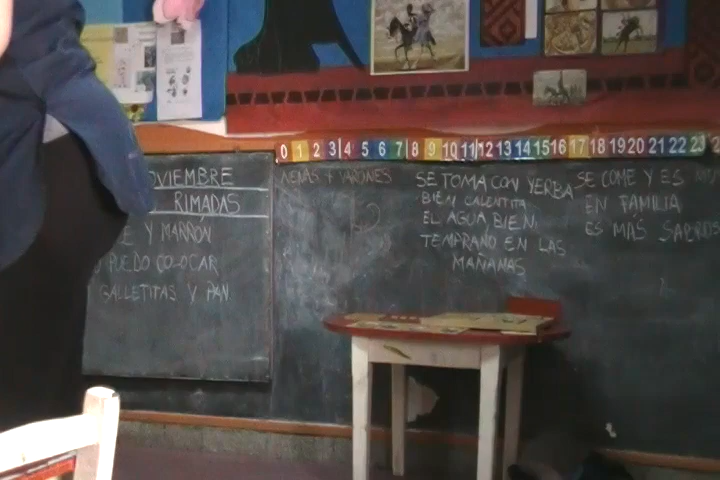 0 1 2 3 4 5 6 7 8 9 10 11 12 13 14 15 16 17 18 19 20 21 22 23
OVIEMBRE
RIMADAS
E Y MARRÓN
PUEDO COLOCAR
GALLETITAS Y PAN
NENAS + VARONES
SE TOMA CON YERBA
BIEN CALENTITA
EL AGUA BIEN
TEMPRANO EN LAS
MAÑANAS
SE COME Y ES
EN FAMILIA
ES MÁS